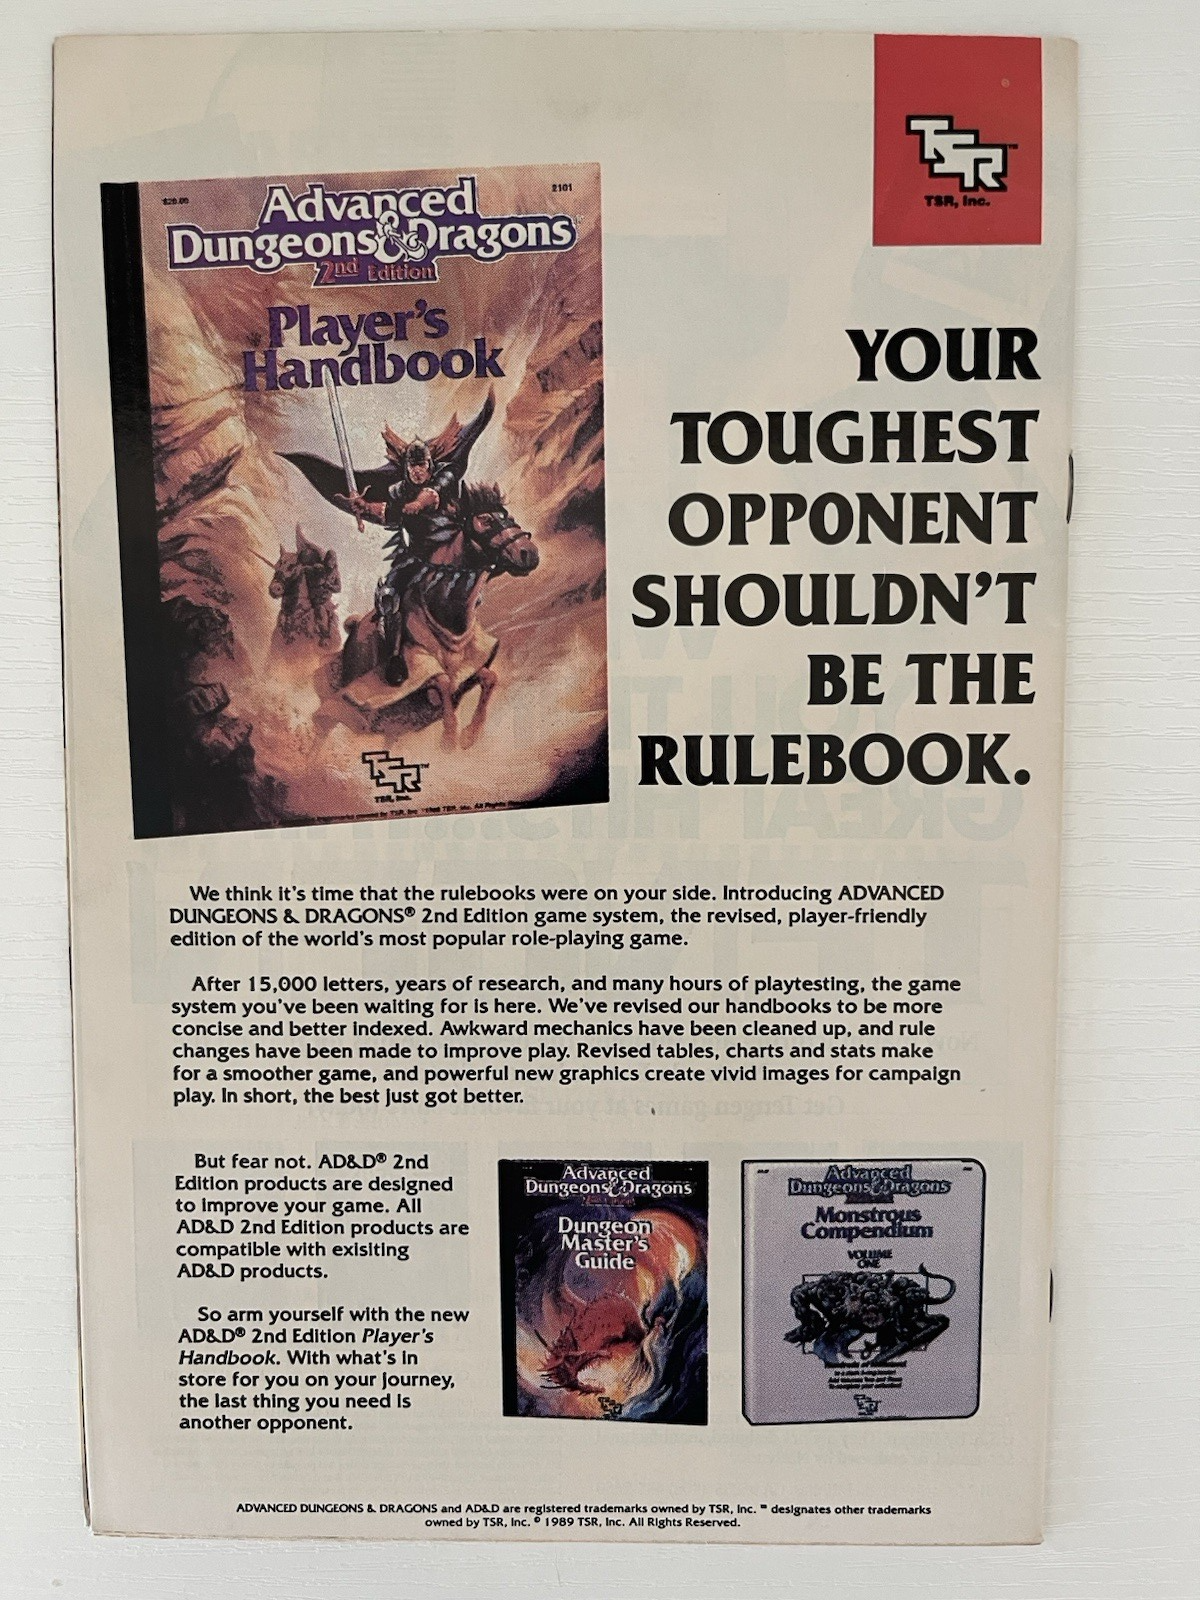 TSR™
TSR, Inc.
$20.00
2101
Advanced
Dungeons & Dragons
2nd Edition
Player's
Handbook
TSR™
TSR, Inc.
YOUR
TOUGHEST
OPPONENT
SHOULDN'T
BE THE
RULEBOOK.
We think it's time that the rulebooks were on your side. Introducing ADVANCED
DUNGEONS & DRAGONS® 2nd Edition game system, the revised, player-friendly
edition of the world's most popular role-playing game.
After 15,000 letters, years of research, and many hours of playtesting, the game
system you've been waiting for is here. We've revised our handbooks to be more
concise and better indexed. Awkward mechanics have been cleaned up, and rule
changes have been made to improve play. Revised tables, charts and stats make
for a smoother game, and powerful new graphics create vivid images for campaign
play. In short, the best just got better.
But fear not. AD&D® 2nd
Edition products are designed
to improve your game. All
AD&D 2nd Edition products are
compatible with exisiting
AD&D products.
So arm yourself with the new
AD&D® 2nd Edition Player's
Handbook. With what's in
store for you on your journey,
the last thing you need is
another opponent.
Advanced
Dungeons & Dragons
2nd Edition
Dungeon
Master's
Guide
TSR
Advanced
Dungeons & Dragons
Monstrous
Compendium
VOLUME
ONE
TSR
ADVANCED DUNGEONS & DRAGONS and AD&D are registered trademarks owned by TSR, Inc. ™ designates other trademarks
owned by TSR, Inc. © 1989 TSR, Inc. All Rights Reserved.